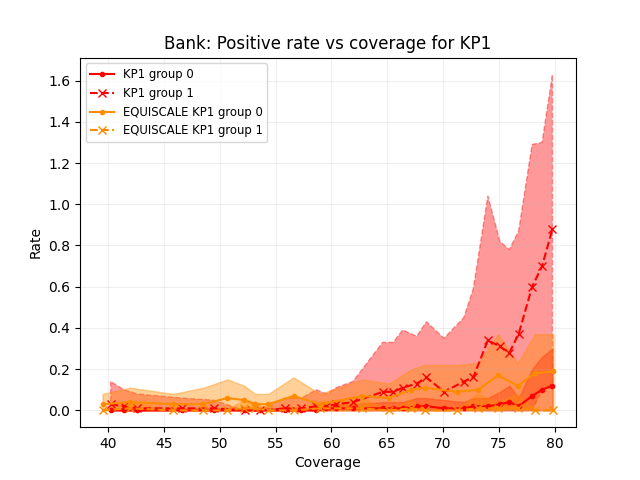 Bank: Positive rate vs coverage for KP1
KP1 group 0
KP1 group 1
EQUISCALE KP1 group 0
EQUISCALE KP1 group 1
Rate
1.6
1.4
1.2
1.0
0.8
0.6
0.4
0.2
0.0
40 45 50 55 60 65 70 75 80
Coverage